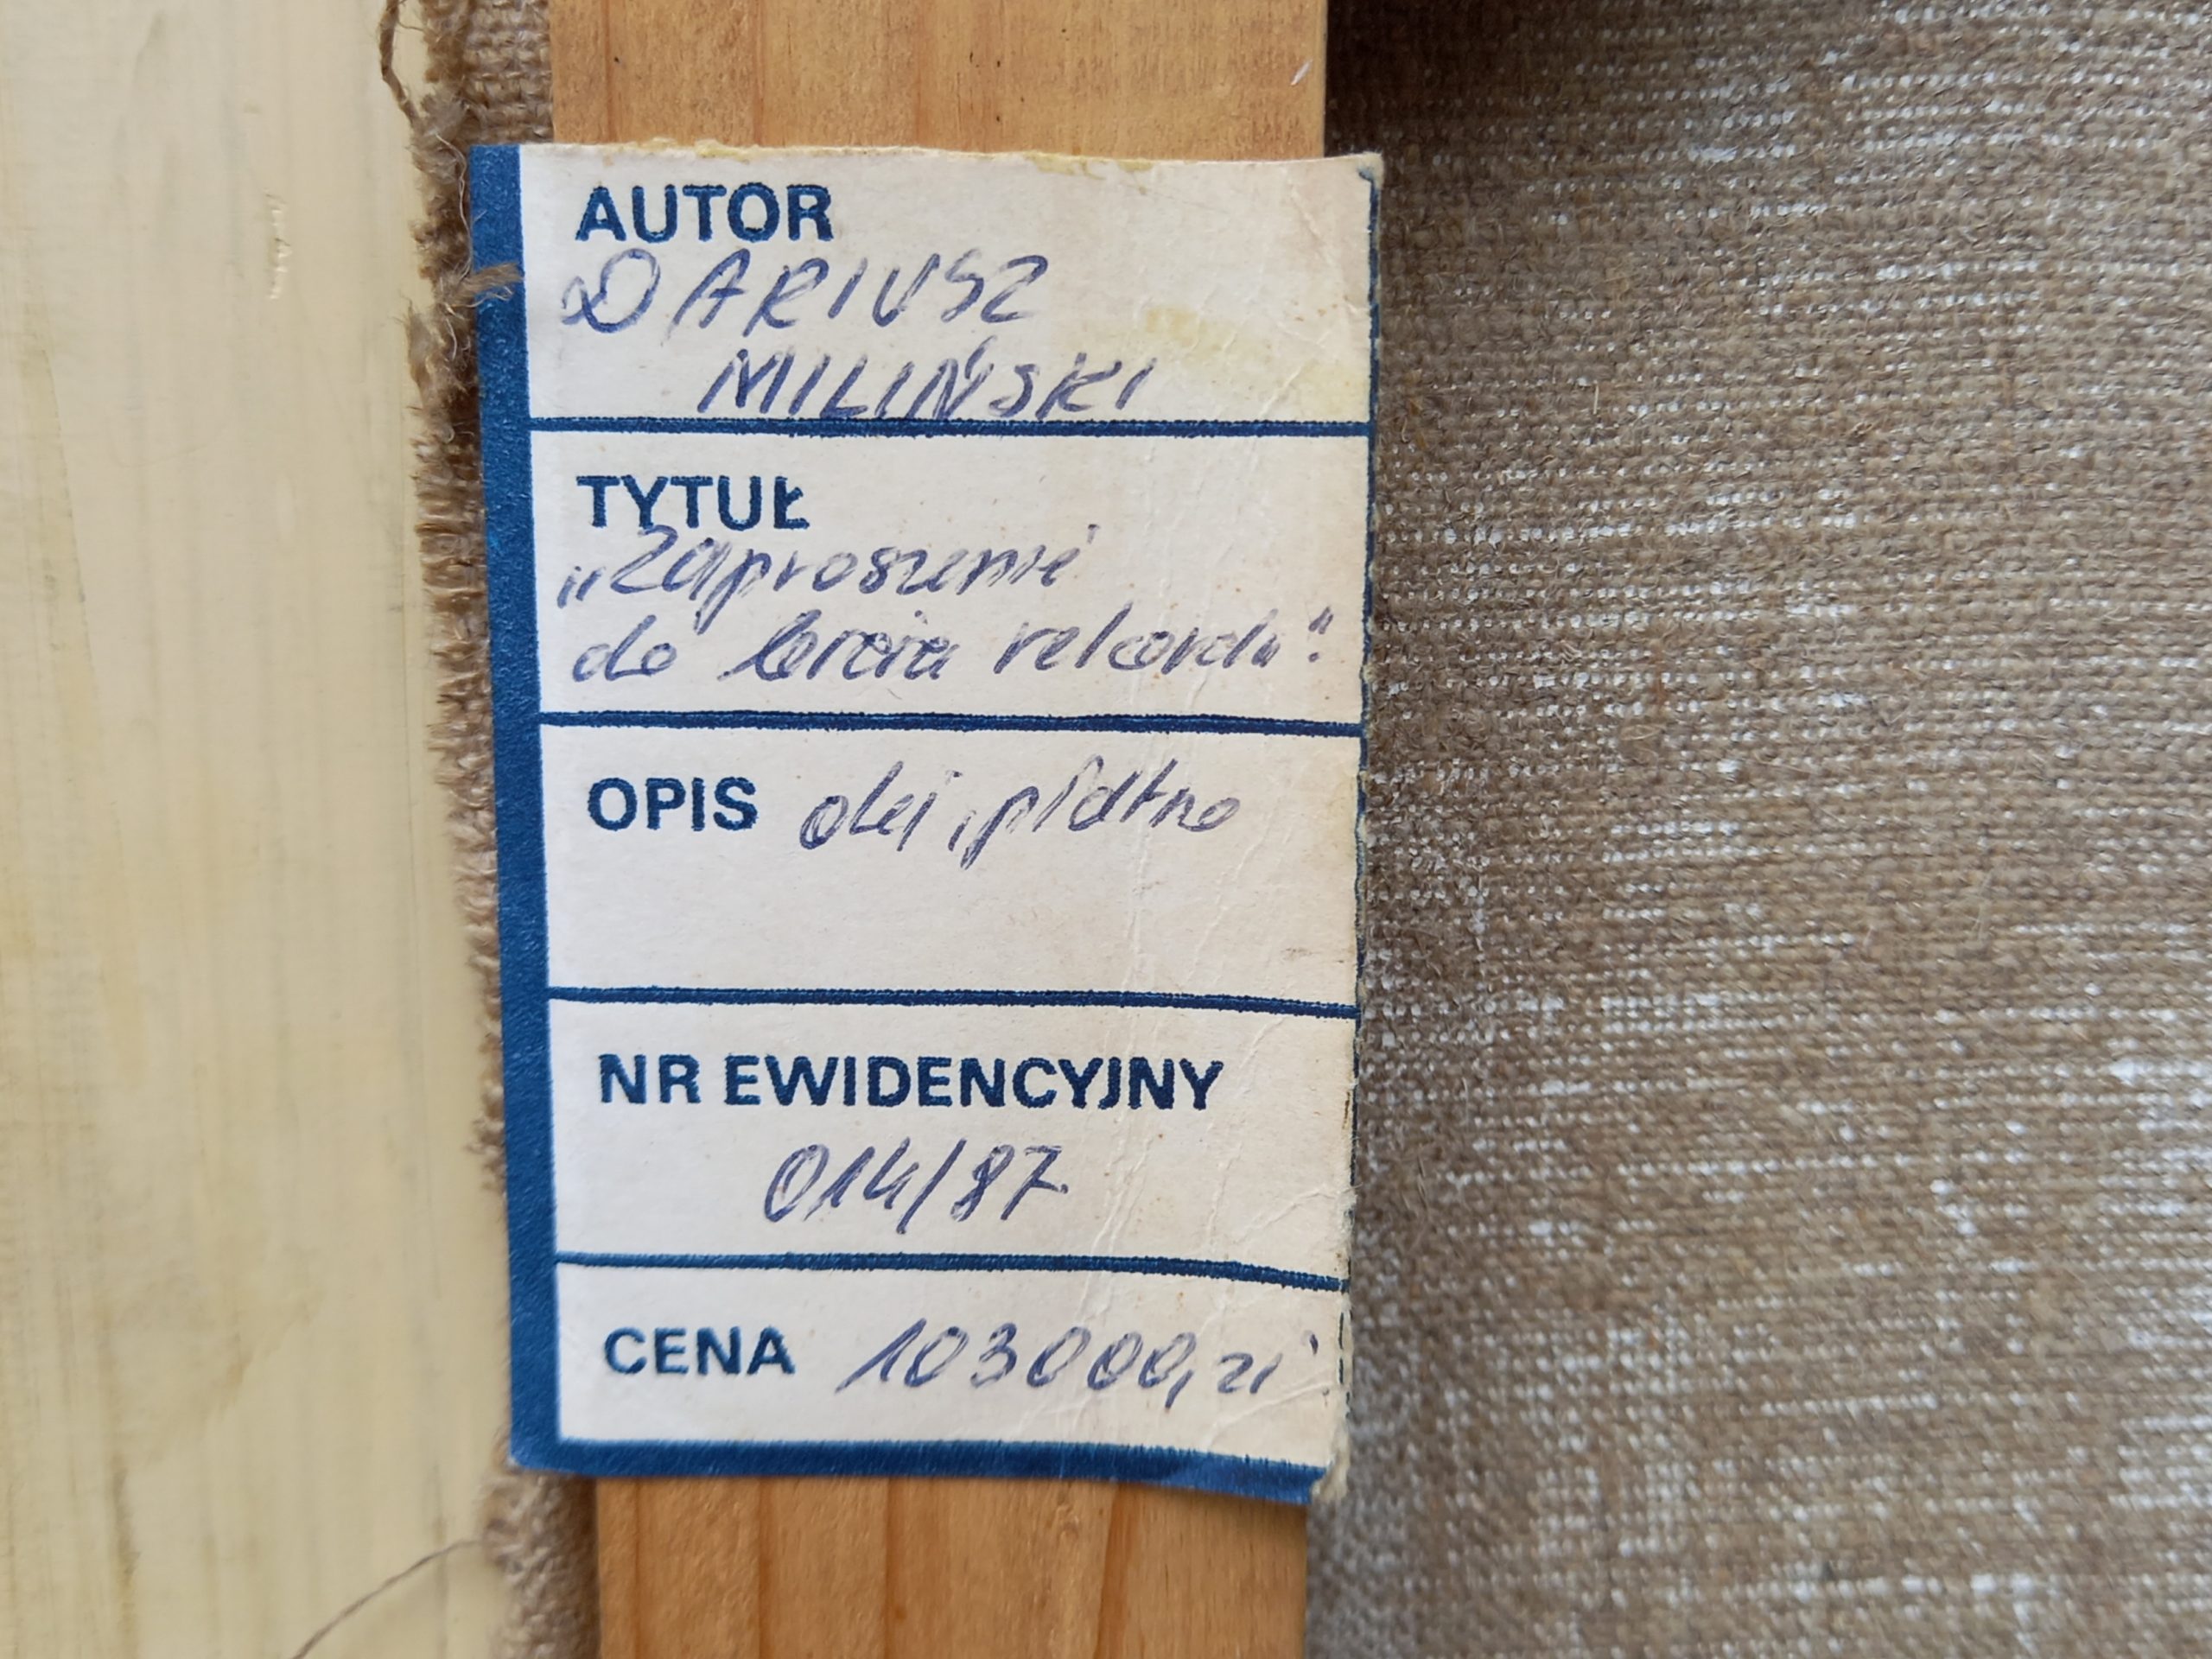 AUTOR
DARIUSZ
MILIŃSKI
TYTUŁ
„Zaproszenie
do bicia rekordu".
OPIS olej, płótno
NR EWIDENCYJNY
014/87
CENA 103000, zł